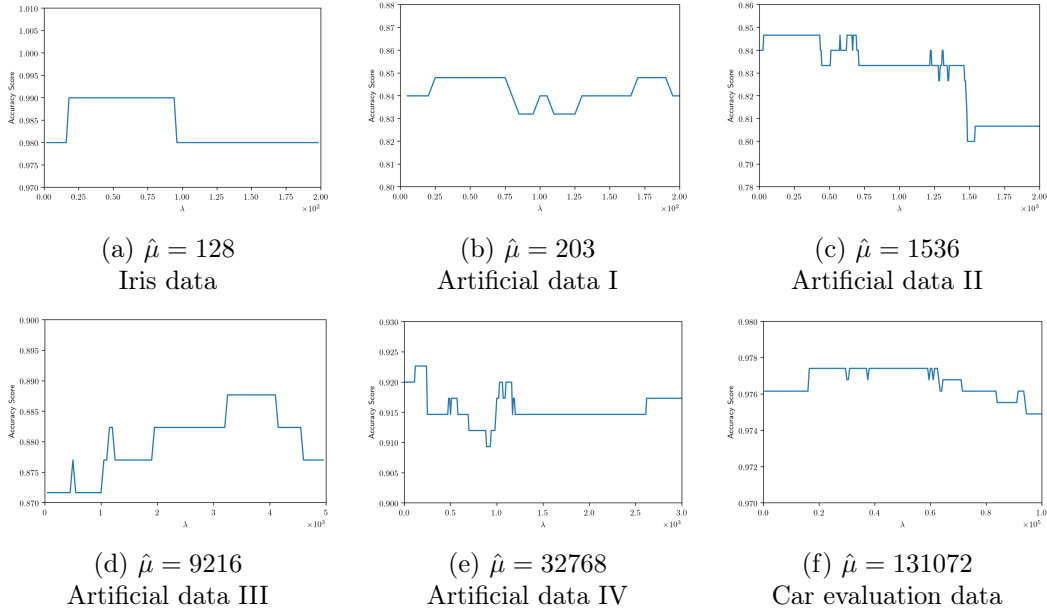 1.010
1.005
1.000
0.995
0.990
0.985
0.980
0.975
0.970
Accuracy Score
0.00 0.25 0.50 0.75 1.00 1.25 1.50 1.75 2.00
λ
×10²
(a) μ̂ = 128
Iris data
0.88
0.87
0.86
0.85
0.84
0.83
0.82
0.81
0.80
Accuracy Score
0.00 0.25 0.50 0.75 1.00 1.25 1.50 1.75 2.00
λ
×10²
(b) μ̂ = 203
Artificial data I
0.86
0.85
0.84
0.83
0.82
0.81
0.80
0.79
0.78
Accuracy Score
0.00 0.25 0.50 0.75 1.00 1.25 1.50 1.75 2.00
λ
×10³
(c) μ̂ = 1536
Artificial data II
0.900
0.895
0.890
0.885
0.880
0.875
0.870
Accuracy Score
0 1 2 3 4 5
λ
×10³
(d) μ̂ = 9216
Artificial data III
0.930
0.925
0.920
0.915
0.910
0.905
0.900
Accuracy Score
0.0 0.5 1.0 1.5 2.0 2.5 3.0
λ
×10³
(e) μ̂ = 32768
Artificial data IV
0.980
0.978
0.976
0.974
0.972
0.970
Accuracy Score
0.0 0.2 0.4 0.6 0.8 1.0
λ
×10⁵
(f) μ̂ = 131072
Car evaluation data